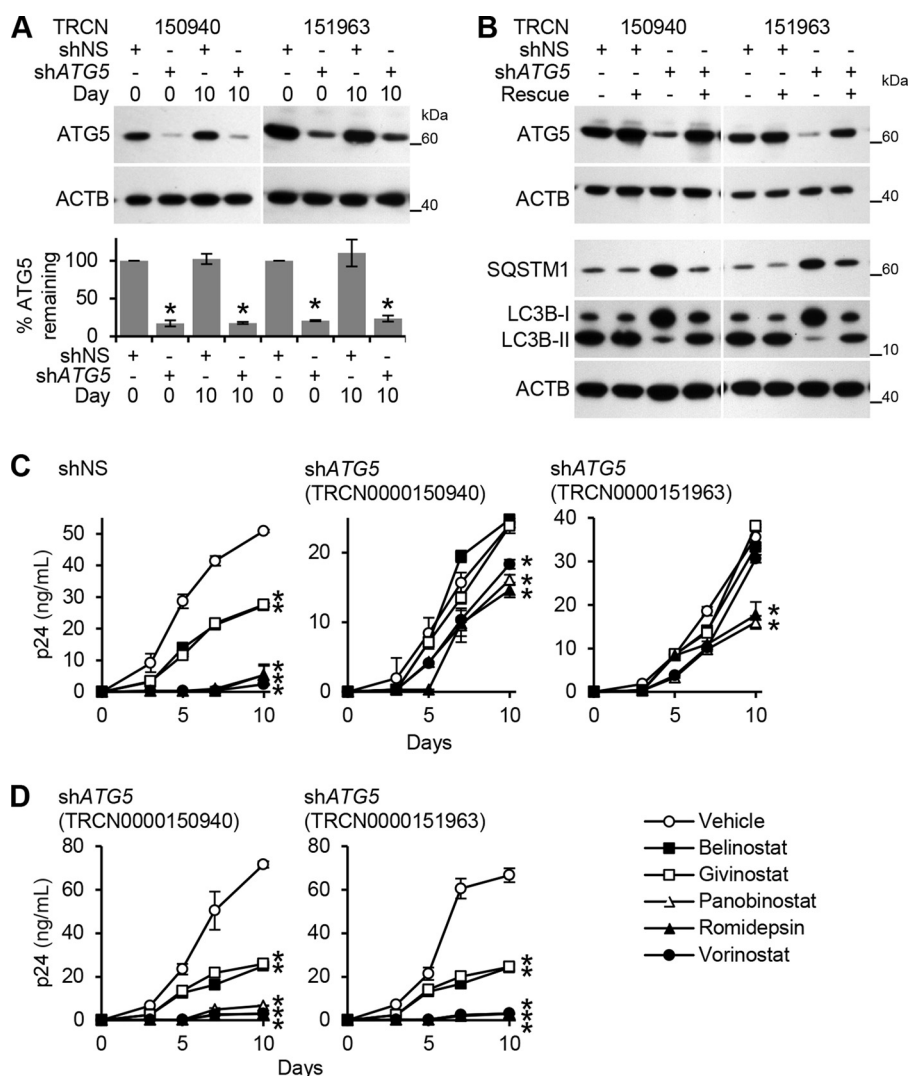 A
TRCN 150940 151963
shNS + - + - + - + -
shATG5 - + - + - + - +
Day 0 0 10 10 0 0 10 10
kDa
ATG5 60
ACTB 40
% ATG5 remaining
100
50
0
shNS + - + - + - + -
shATG5 - + - + - + - +
Day 0 0 10 10 0 0 10 10
* * * *
B
TRCN 150940 151963
shNS + + - - + + - -
shATG5 - - + + - - + +
Rescue - + - + - + - +
kDa
ATG5 60
ACTB 40
SQSTM1 60
LC3B-I
LC3B-II 10
ACTB 40
C
shNS
p24 (ng/mL)
50
40
30
20
10
0
0 5 10
* * * * *
shATG5
(TRCN0000150940)
20
10
0
0 5 10
* * *
Days
shATG5
(TRCN0000151963)
40
30
20
10
0
0 5 10
* *
D
shATG5
(TRCN0000150940)
p24 (ng/mL)
80
60
40
20
0
0 5 10
* * * * *
Days
shATG5
(TRCN0000151963)
80
60
40
20
0
0 5 10
* * * * *
Vehicle
Belinostat
Givinostat
Panobinostat
Romidepsin
Vorinostat